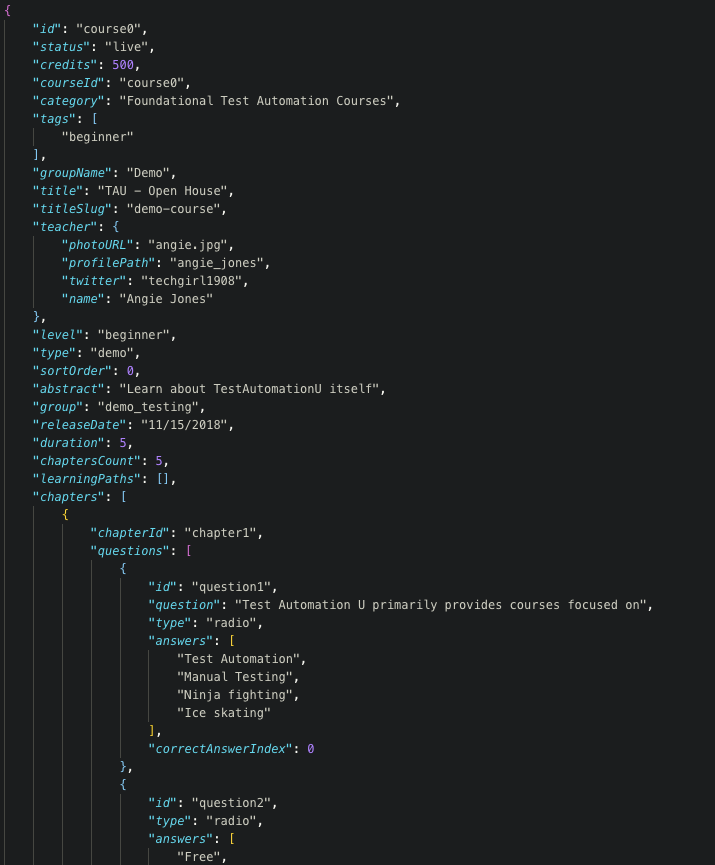 {
"id": "course0",
"status": "live",
"credits": 500,
"courseId": "course0",
"category": "Foundational Test Automation Courses",
"tags": [
"beginner"
],
"groupName": "Demo",
"title": "TAU - Open House",
"titleSlug": "demo-course",
"teacher": {
"photoURL": "angie.jpg",
"profilePath": "angie_jones",
"twitter": "techgirl1908",
"name": "Angie Jones"
},
"level": "beginner",
"type": "demo",
"sortOrder": 0,
"abstract": "Learn about TestAutomationU itself",
"group": "demo_testing",
"releaseDate": "11/15/2018",
"duration": 5,
"chaptersCount": 5,
"learningPaths": [],
"chapters": [
{
"chapterId": "chapter1",
"questions": [
{
"id": "question1",
"question": "Test Automation U primarily provides courses focused on",
"type": "radio",
"answers": [
"Test Automation",
"Manual Testing",
"Ninja fighting",
"Ice skating"
],
"correctAnswerIndex": 0
},
{
"id": "question2",
"type": "radio",
"answers": [
"Free",